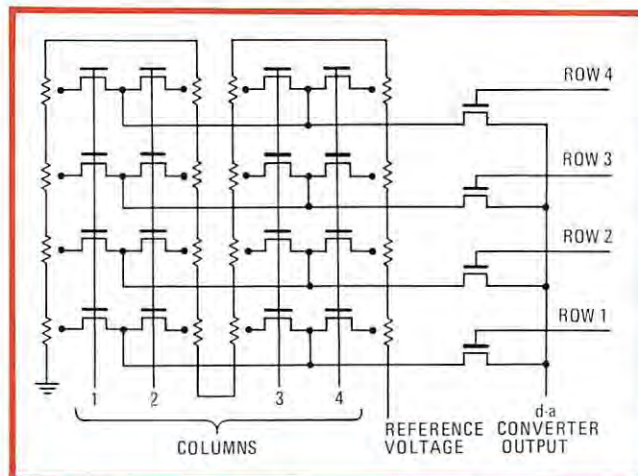 ROW 4
ROW 3
ROW 2
ROW 1
1 2 3 4
COLUMNS
REFERENCE VOLTAGE
d-a CONVERTER OUTPUT